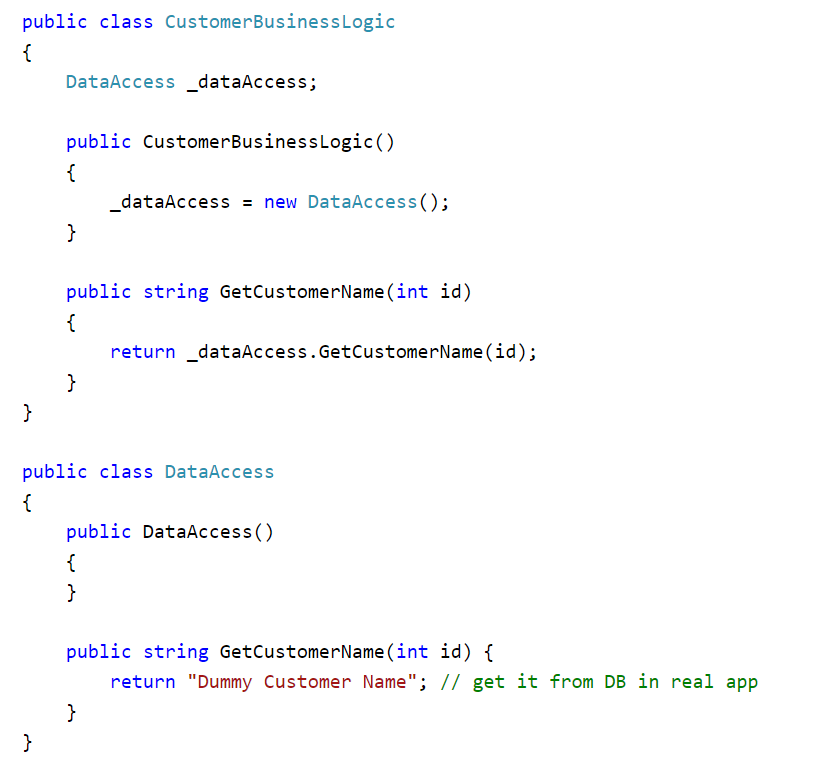 public class CustomerBusinessLogic
{
    DataAccess _dataAccess;

    public CustomerBusinessLogic()
    {
        _dataAccess = new DataAccess();
    }

    public string GetCustomerName(int id)
    {
        return _dataAccess.GetCustomerName(id);
    }
}

public class DataAccess
{
    public DataAccess()
    {
    }

    public string GetCustomerName(int id) {
        return "Dummy Customer Name"; // get it from DB in real app
    }
}